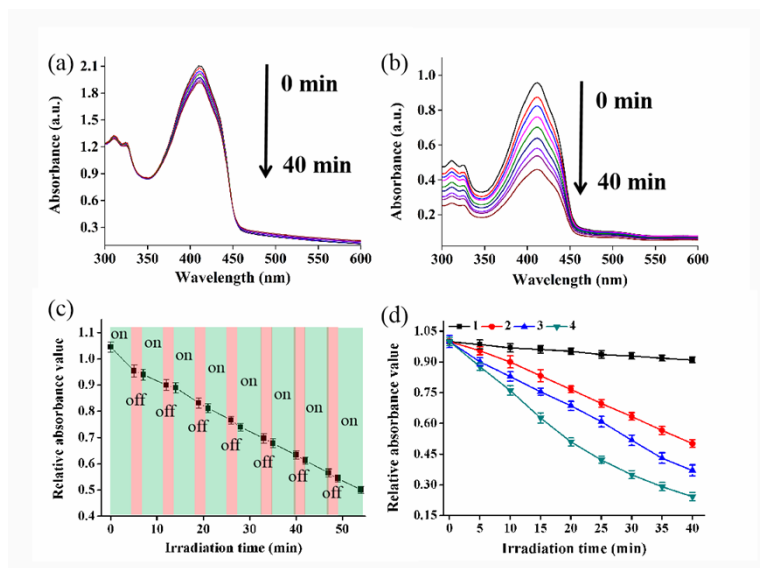 (a)
2.1
1.8
1.5
1.2
0.9
0.6
0.3
Absorbance (a.u.)
0 min
40 min
300 350 400 450 500 550 600
Wavelength (nm)
(b)
1.0
0.8
0.6
0.4
0.2
Absorbance (a.u.)
0 min
40 min
300 350 400 450 500 550 600
Wavelength (nm)
(c)
1.2
1.1
1.0
0.9
0.8
0.7
0.6
0.5
0.4
Relative absorbance value
on on on on on on on on
off off off off off off off
0 10 20 30 40 50
Irradiation time (min)
(d)
1 2 3 4
1.05
0.90
0.75
0.60
0.45
0.30
0.15
Relative absorbance value
0 5 10 15 20 25 30 35 40
Irradiation time (min)